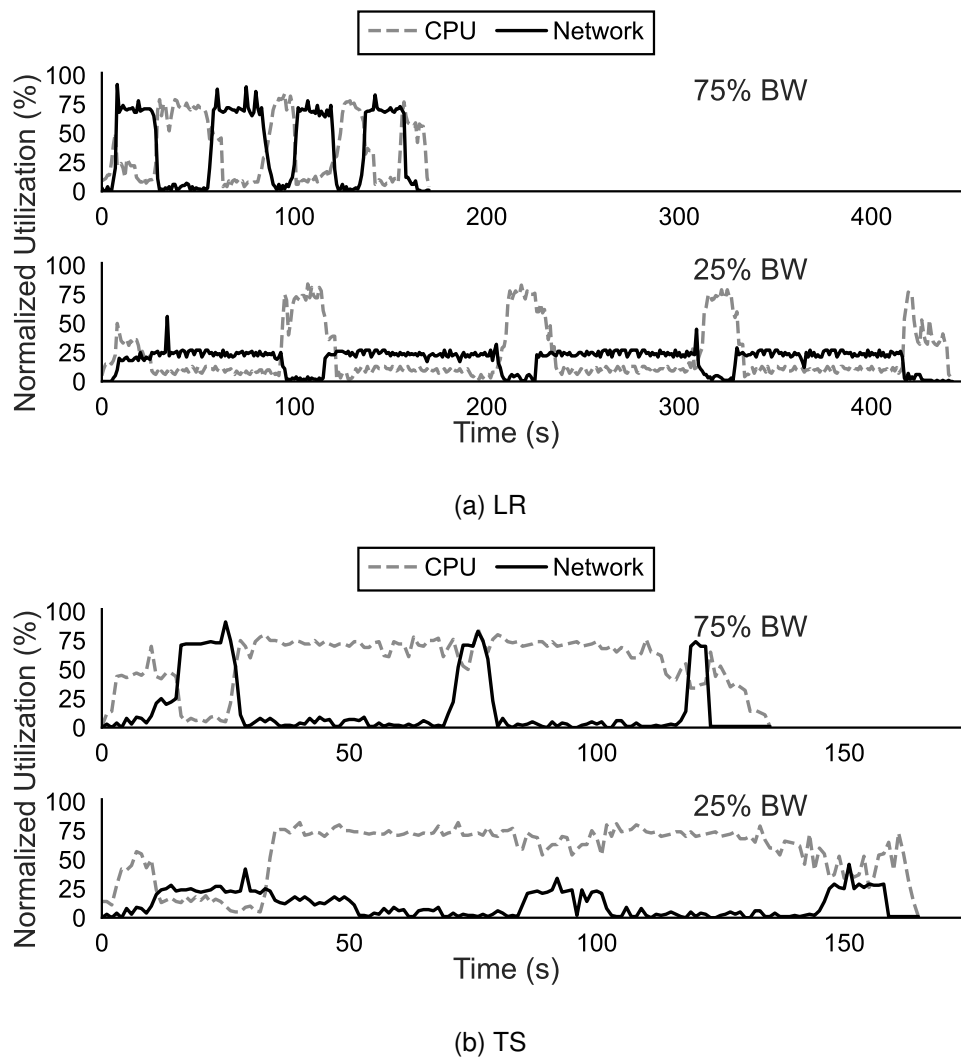 CPU Network
Normalized Utilization (%)
100
75
50
25
0
75% BW
0 100 200 300 400
100
75
50
25
0
25% BW
0 100 200 300 400
Time (s)
(a) LR
CPU Network
Normalized Utilization (%)
100
75
50
25
0
75% BW
0 50 100 150
100
75
50
25
0
25% BW
0 50 100 150
Time (s)
(b) TS